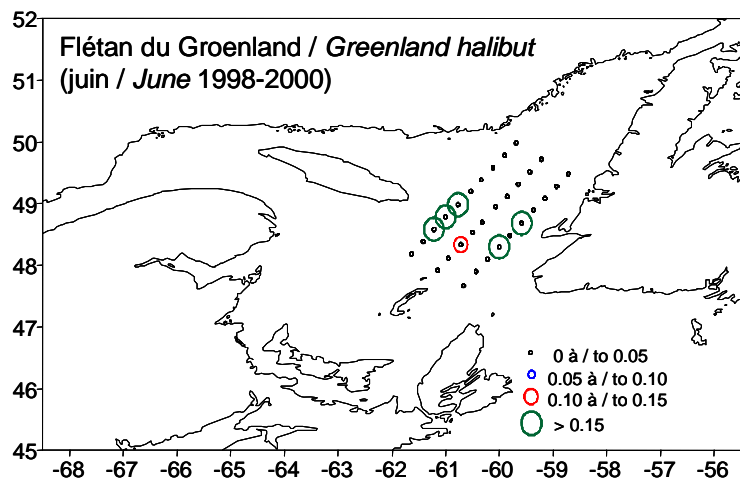 Flétan du Groenland / Greenland halibut
(juin / June 1998-2000)
52
51
50
49
48
47
46
45
0 à / to 0.05
0.05 à / to 0.10
0.10 à / to 0.15
> 0.15
-68 -67 -66 -65 -64 -63 -62 -61 -60 -59 -58 -57 -56